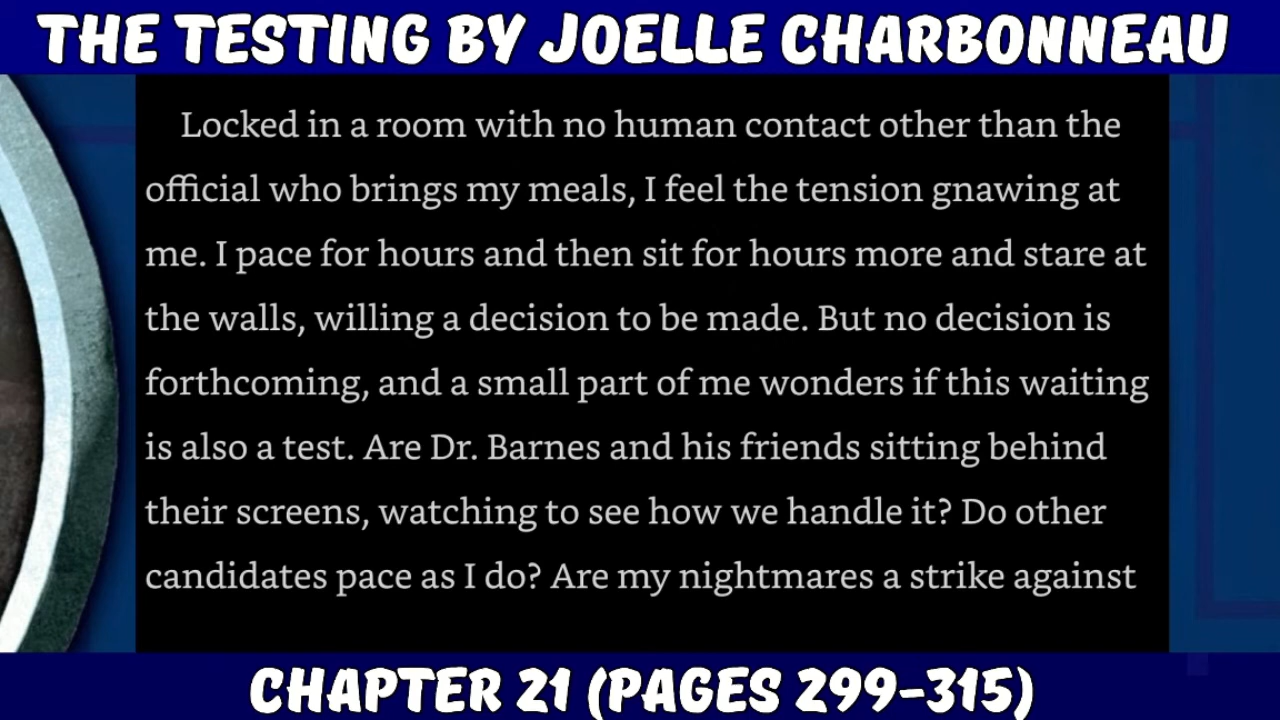 THE TESTING BY JOELLE CHARBONNEAU
Locked in a room with no human contact other than the
official who brings my meals, I feel the tension gnawing at
me. I pace for hours and then sit for hours more and stare at
the walls, willing a decision to be made. But no decision is
forthcoming, and a small part of me wonders if this waiting
is also a test. Are Dr. Barnes and his friends sitting behind
their screens, watching to see how we handle it? Do other
candidates pace as I do? Are my nightmares a strike against
CHAPTER 21 (PAGES 299-315)